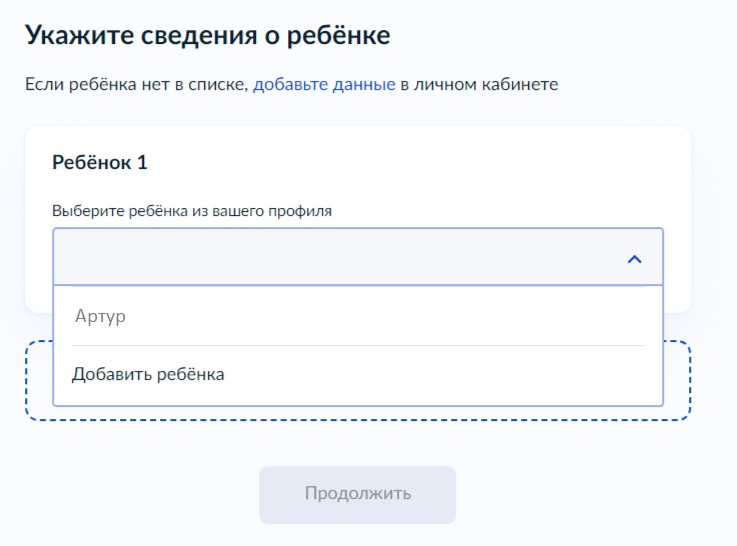 Укажите сведения о ребёнке
Если ребёнка нет в списке, добавьте данные в личном кабинете
Ребёнок 1
Выберите ребёнка из вашего профиля
Артур
Добавить ребёнка
Продолжить